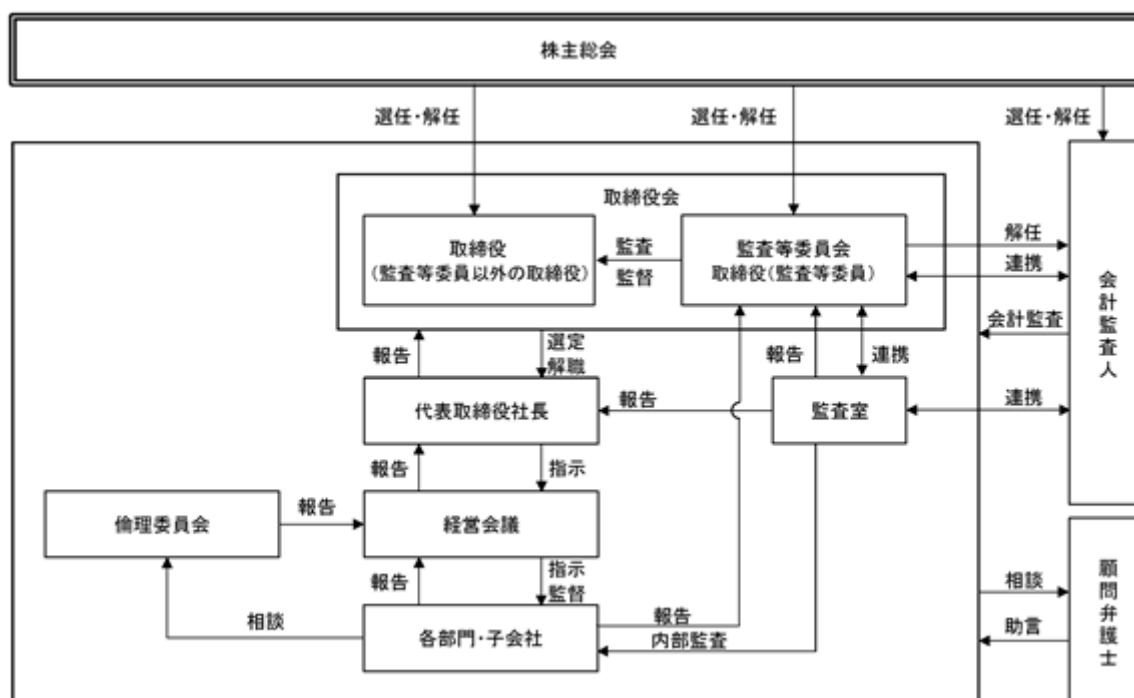 株主総会
選任・解任
選任・解任
選任・解任
取締役会
取締役
(監査等委員以外の取締役)
監査
監督
監査等委員会
取締役(監査等委員)
解任
連携
会計監査
会計監査人
報告
選定
解職
報告
連携
代表取締役社長
報告
監査室
連携
報告
指示
倫理委員会
報告
経営会議
報告
指示
監督
相談
各部門・子会社
報告
内部監査
相談
助言
顧問弁護士